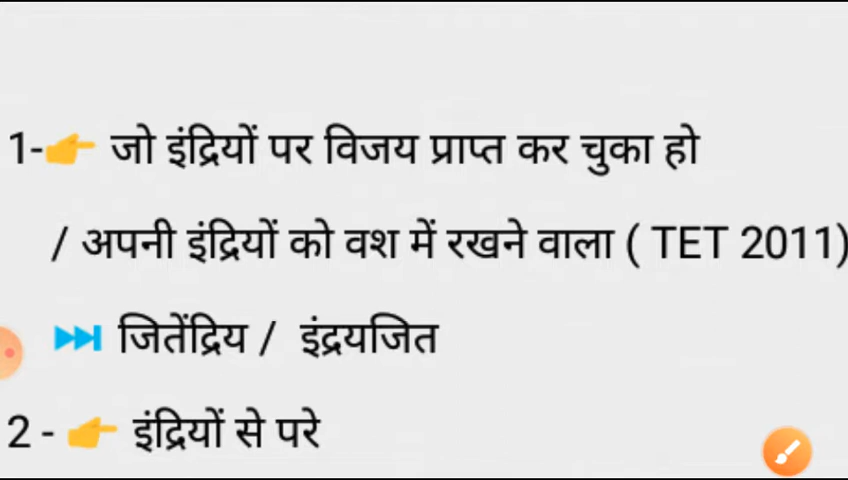 1-👉 जो इंद्रियों पर विजय प्राप्त कर चुका हो
/ अपनी इंद्रियों को वश में रखने वाला ( TET 2011)
⏭ जितेंद्रिय / इंद्रयजित
2 - 👉 इंद्रियों से परे